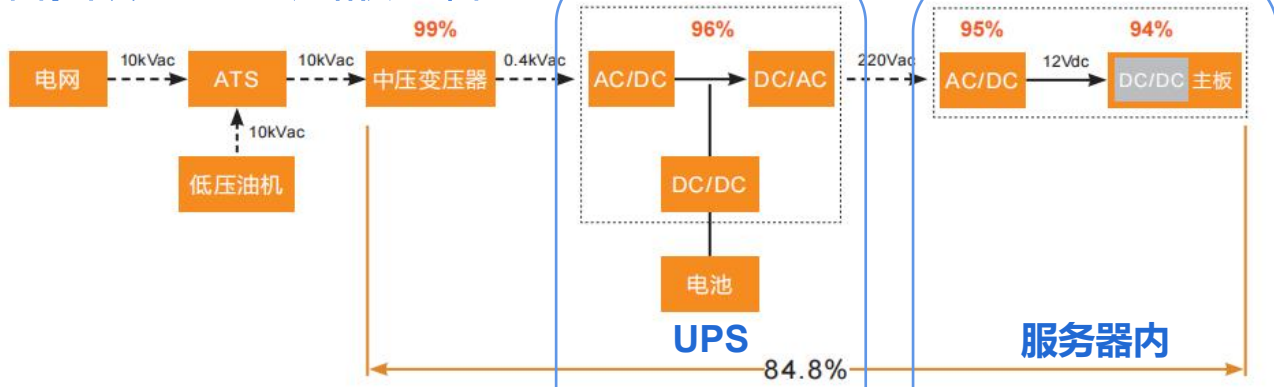 99%
96%
95%
94%
电网
10kVac
ATS
10kVac
中压变压器
0.4kVac
AC/DC
DC/AC
220Vac
AC/DC
12Vdc
DC/DC
主板
10kVac
低压油机
DC/DC
电池
UPS
服务器内
84.8%